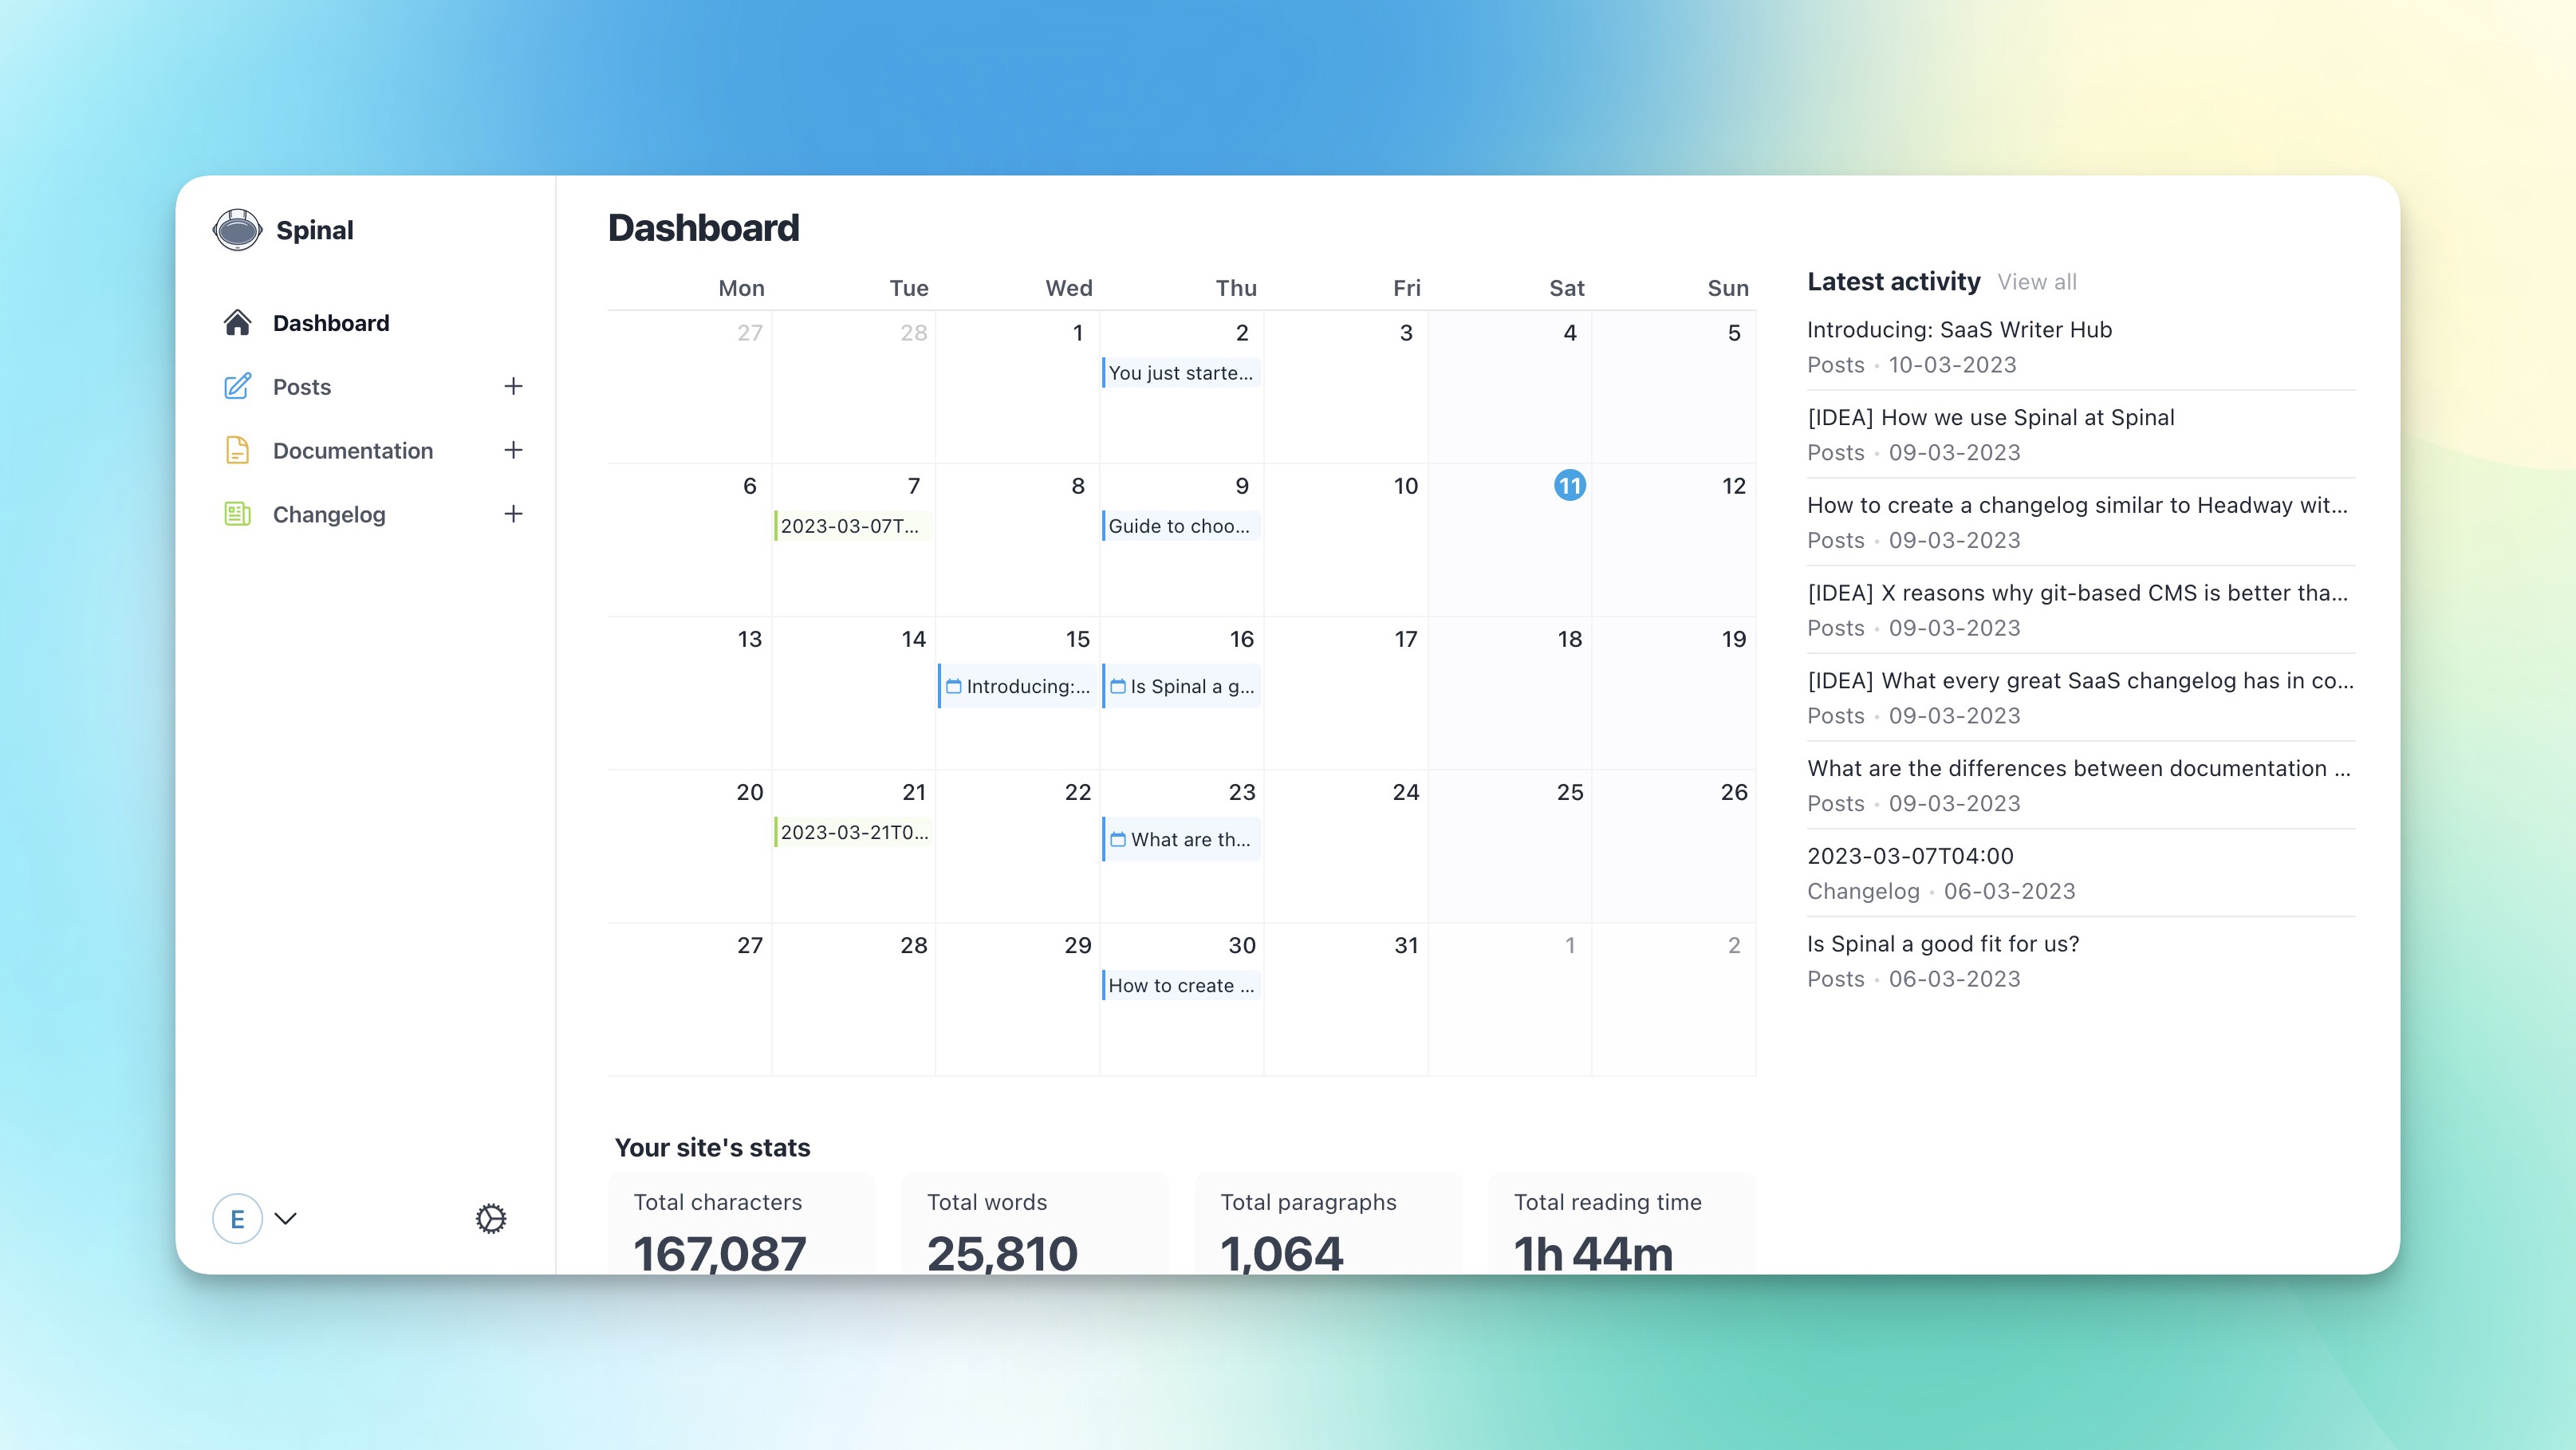 Spinal
Dashboard
Posts
Documentation
Changelog
E
Dashboard
Mon Tue Wed Thu Fri Sat Sun
27 28 1 2 3 4 5
You just starte...
6 7 8 9 10 11 12
2023-03-07T... Guide to choo...
13 14 15 16 17 18 19
Introducing:... Is Spinal a g...
20 21 22 23 24 25 26
2023-03-21T0... What are th...
27 28 29 30 31 1 2
How to create ...
Your site's stats
Total characters Total words Total paragraphs Total reading time
167,087 25,810 1,064 1h 44m
Latest activity View all
Introducing: SaaS Writer Hub
Posts • 10-03-2023
[IDEA] How we use Spinal at Spinal
Posts • 09-03-2023
How to create a changelog similar to Headway wit...
Posts • 09-03-2023
[IDEA] X reasons why git-based CMS is better tha...
Posts • 09-03-2023
[IDEA] What every great SaaS changelog has in co...
Posts • 09-03-2023
What are the differences between documentation ...
Posts • 09-03-2023
2023-03-07T04:00
Changelog • 06-03-2023
Is Spinal a good fit for us?
Posts • 06-03-2023